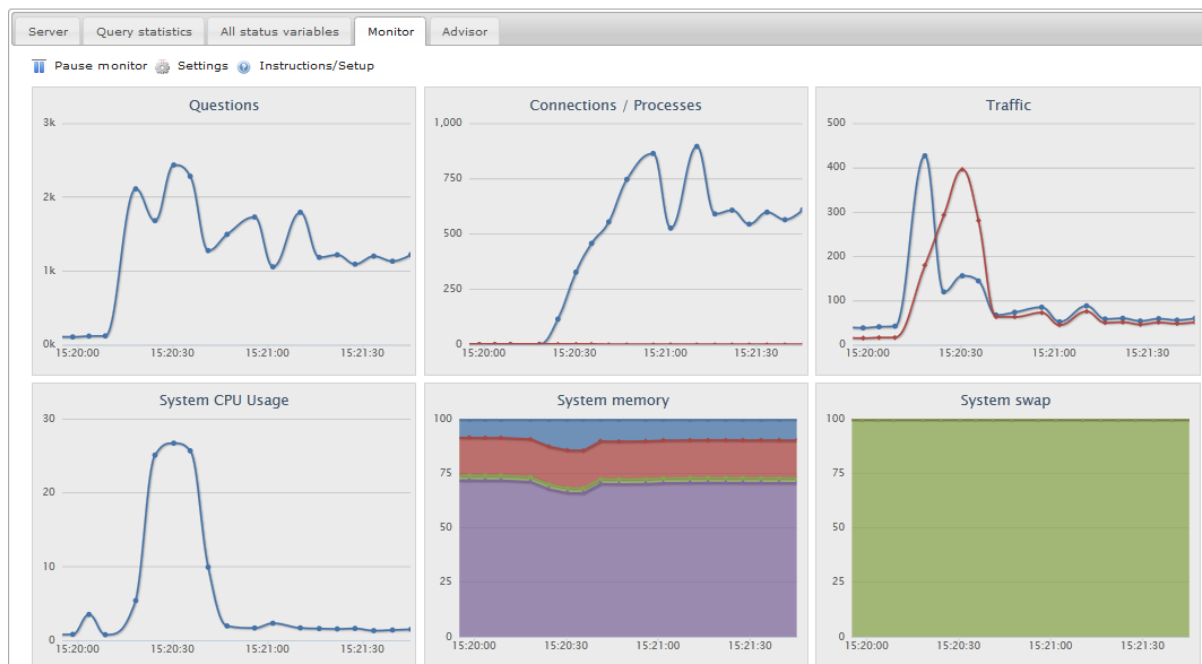 Server Query statistics All status variables Monitor Advisor
Pause monitor Settings Instructions/Setup
Questions
3k
2k
1k
0k
15:20:00 15:20:30 15:21:00 15:21:30
Connections / Processes
1,000
750
500
250
0
15:20:00 15:20:30 15:21:00 15:21:30
Traffic
500
400
300
200
100
0
15:20:00 15:20:30 15:21:00 15:21:30
System CPU Usage
30
20
10
0
15:20:00 15:20:30 15:21:00 15:21:30
System memory
100
75
50
25
0
15:20:00 15:20:30 15:21:00 15:21:30
System swap
100
75
50
25
0
15:20:00 15:20:30 15:21:00 15:21:30